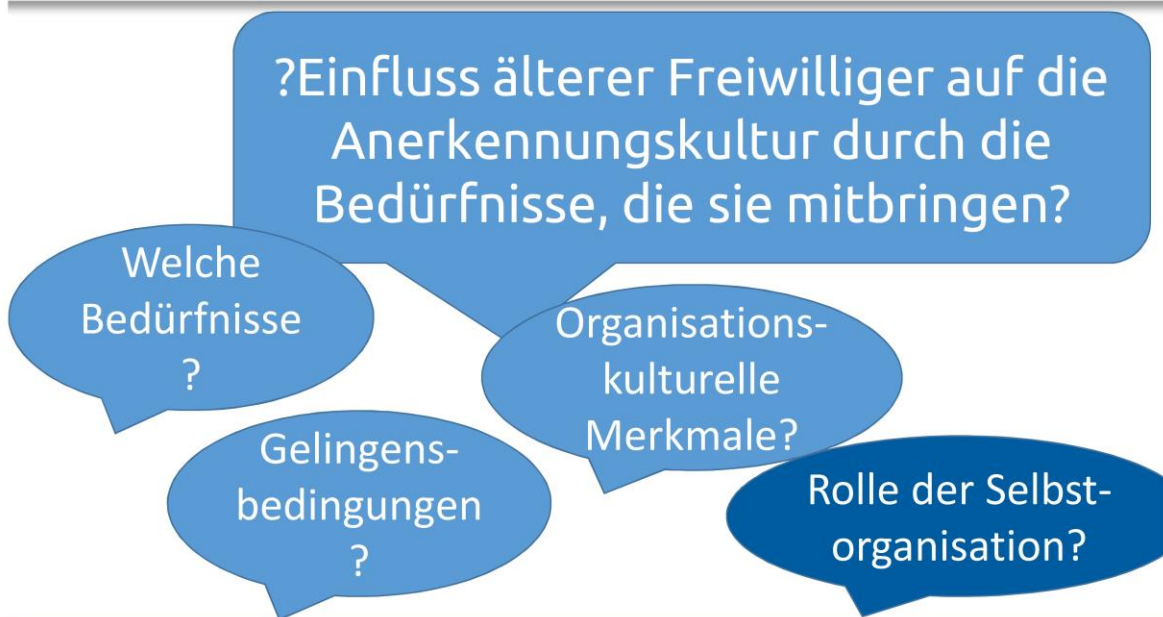 ?Einfluss älterer Freiwilliger auf die
Anerkennungskultur durch die
Bedürfnisse, die sie mitbringen?
Welche
Bedürfnisse
?
Organisations-
kulturelle
Merkmale?
Gelingens-
bedingungen
?
Rolle der Selbst-
organisation?